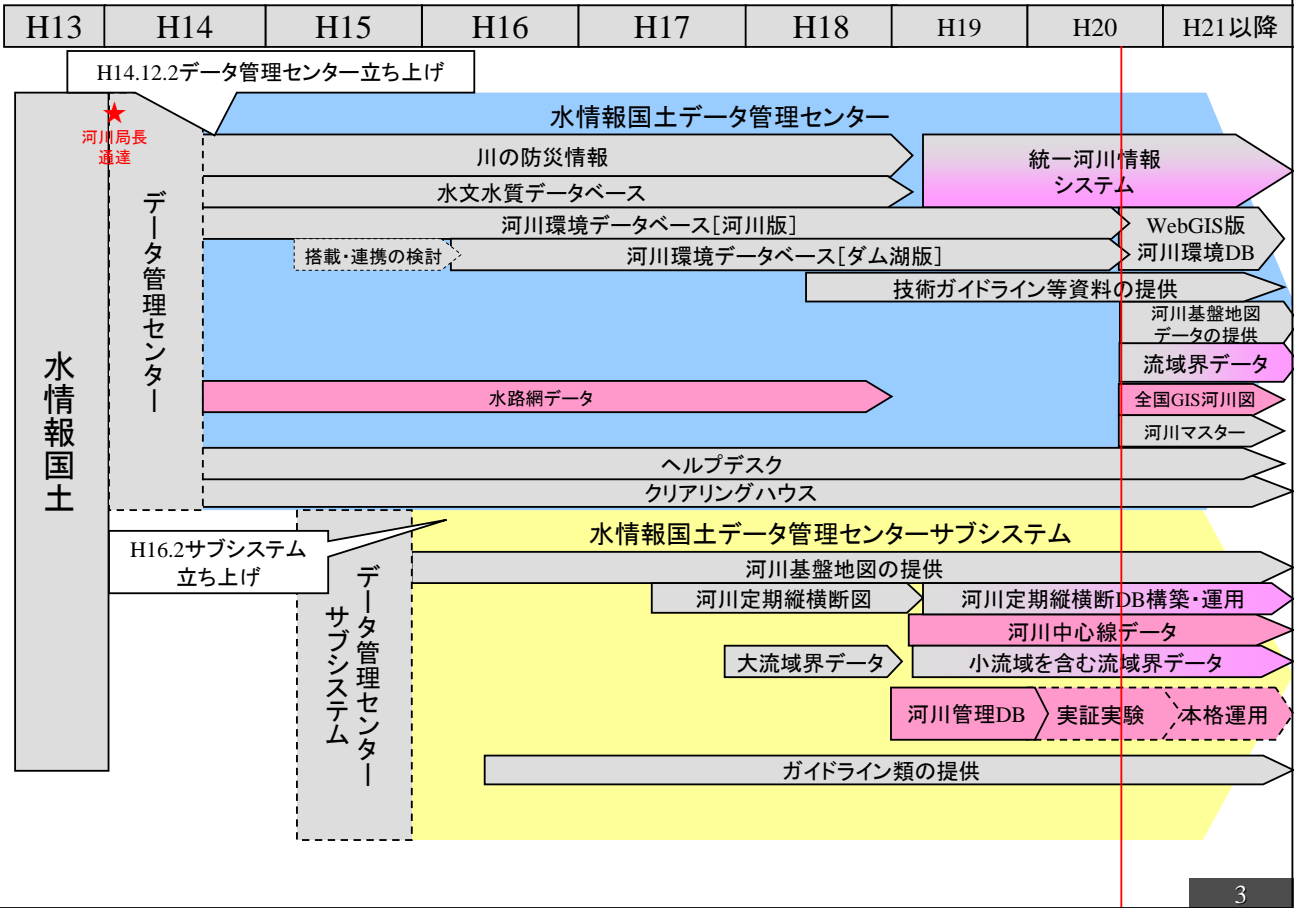 H13
H14
H15
H16
H17
H18
H19
H20
H21以降
H14.12.2データ管理センター立ち上げ
★
河川局長
通達
水情報国土データ管理センター
川の防災情報
統一河川情報
システム
水文水質データベース
河川環境データベース[河川版]
WebGIS版
河川環境DB
搭載・連携の検討
河川環境データベース[ダム湖版]
技術ガイドライン等資料の提供
河川基盤地図
データの提供
流域界データ
水路網データ
全国GIS河川図
河川マスター
ヘルプデスク
クリアリングハウス
データ管理センター
水情報国土
H16.2サブシステム
立ち上げ
水情報国土データ管理センターサブシステム
データ管理センター
サブシステム
河川基盤地図の提供
河川定期縦横断図
河川定期縦横断DB構築・運用
河川中心線データ
大流域界データ
小流域を含む流域界データ
河川管理DB
実証実験
本格運用
ガイドライン類の提供
3